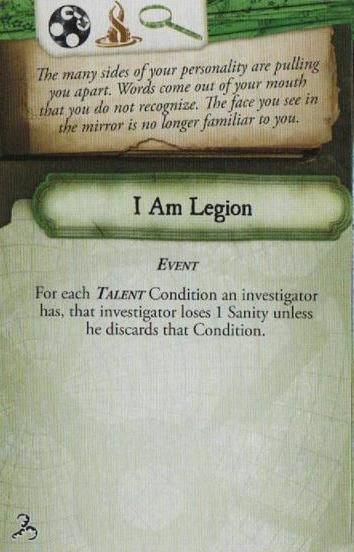 The many sides of your personality are pulling
you apart. Words come out of your mouth
that you do not recognize. The face you see in
the mirror is no longer familiar to you.
I Am Legion
EVENT
For each TALENT Condition an investigator
has, that investigator loses 1 Sanity unless
he discards that Condition.